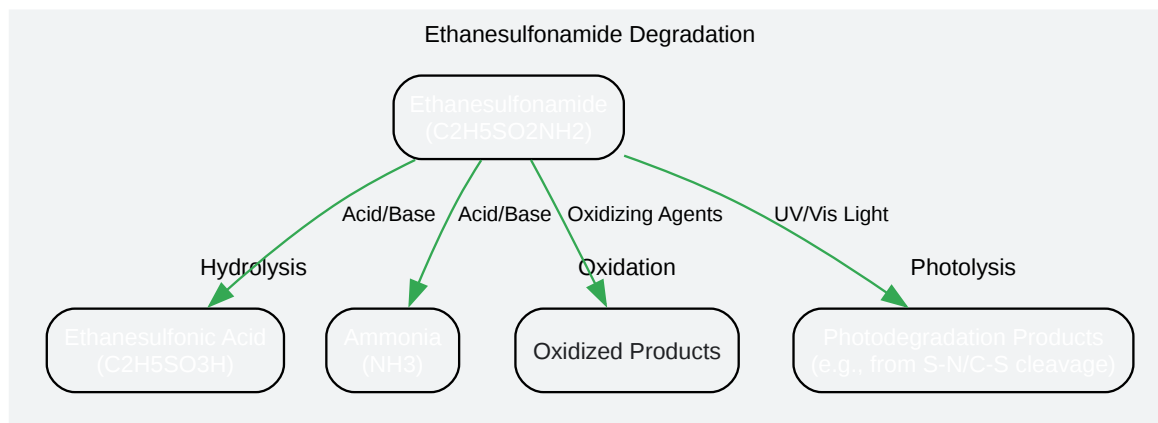 Ethanesulfonamide Degradation
Ethanesulfonamide
(C2H5SO2NH2)
Acid/Base
Acid/Base
Oxidizing Agents
UV/Vis Light
Hydrolysis
Oxidation
Photolysis
Ethanesulfonic Acid
(C2H5SO3H)
Ammonia
(NH3)
Oxidized Products
Photodegradation Products
(e.g., from S-N/C-S cleavage)